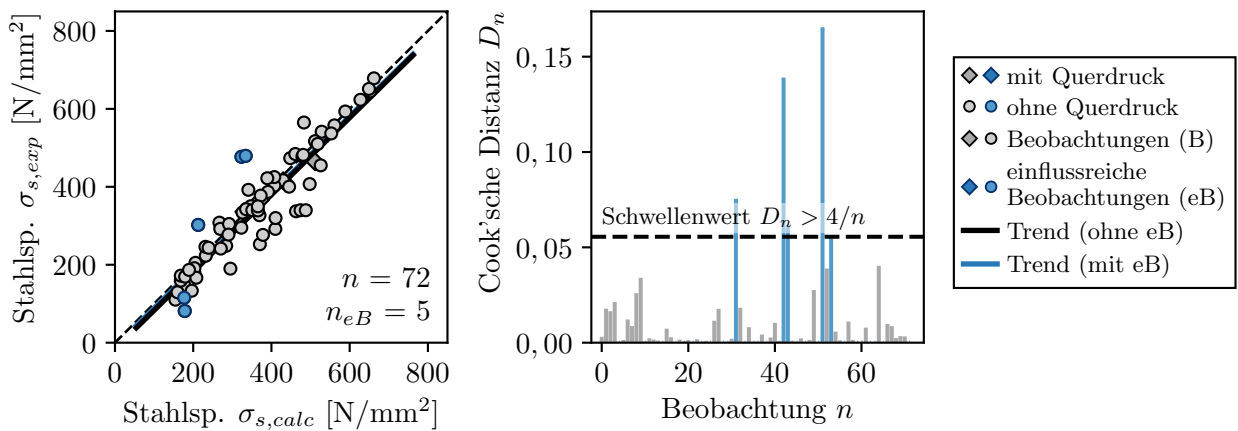 800
600
400
200
0
0
200
400
600
800
Stahlsp. σ_{s,exp} [N/mm²]
Stahlsp. σ_{s,calc} [N/mm²]
n = 72
n_{eB} = 5
0,15
0,10
0,05
0,00
0
20
40
60
Cook'sche Distanz D_n
Beobachtung n
Schwellenwert D_n > 4/n
mit Querdruck
ohne Querdruck
Beobachtungen (B)
einflussreiche
Beobachtungen (eB)
Trend (ohne eB)
Trend (mit eB)